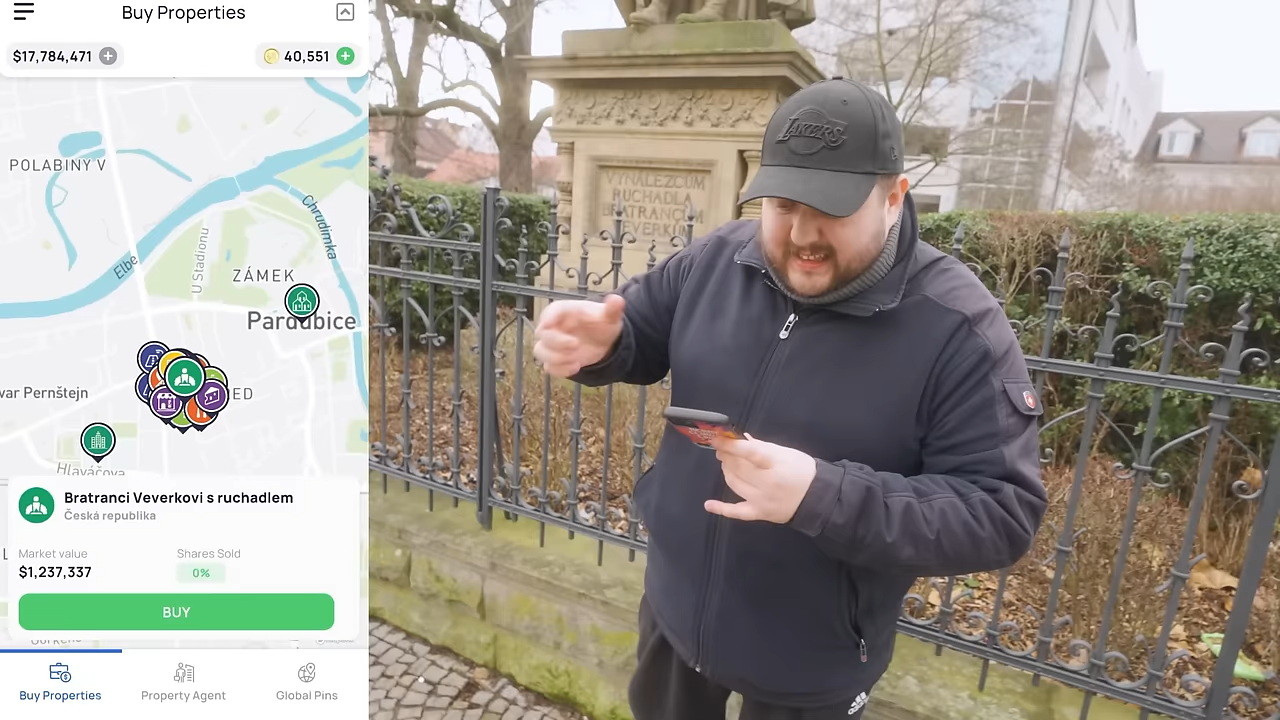 Buy Properties
$17,784,471
40,551
POLABINY V
Elbe
U Stadionu
Chrudimka
ZÁMEK
Pardubice
var Pernštejn
ED
Hlaváčova
Bratranci Veverkovi s ruchadlem
Česká republika
Market value
Shares Sold
$1,237,337
0%
BUY
Buy Properties
Property Agent
Global Pins
LAKERS
VYNÁLEZCŮM
RUCHADLA
BRATRANCŮM
VEVERKŮM
adidas